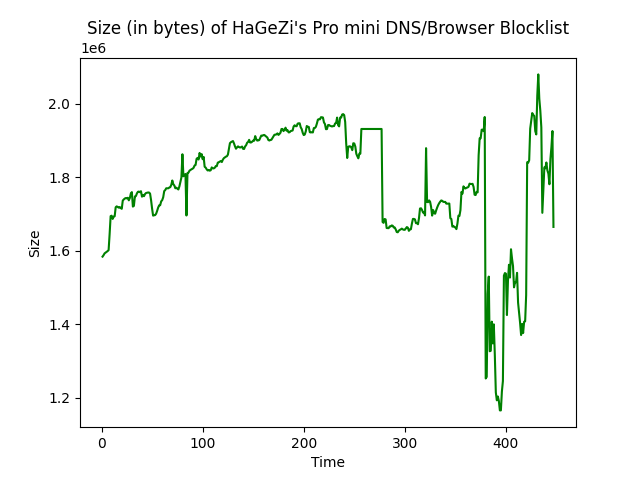 Size (in bytes) of HaGeZi's Pro mini DNS/Browser Blocklist
1e6
2.0
1.8
1.6
1.4
1.2
Size
0 100 200 300 400
Time